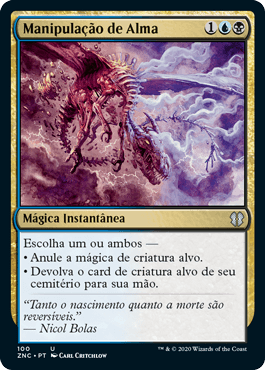 Manipulação de Alma 1
Mágica Instantânea
Escolha um ou ambos —
• Anule a mágica de criatura alvo.
• Devolva o card de criatura alvo de seu
cemitério para sua mão.
“Tanto o nascimento quanto a morte são
reversíveis.”
— Nicol Bolas
100 U
ZNC • PT CARL CRITCHLOW
™ & © 2020 Wizards of the Coast